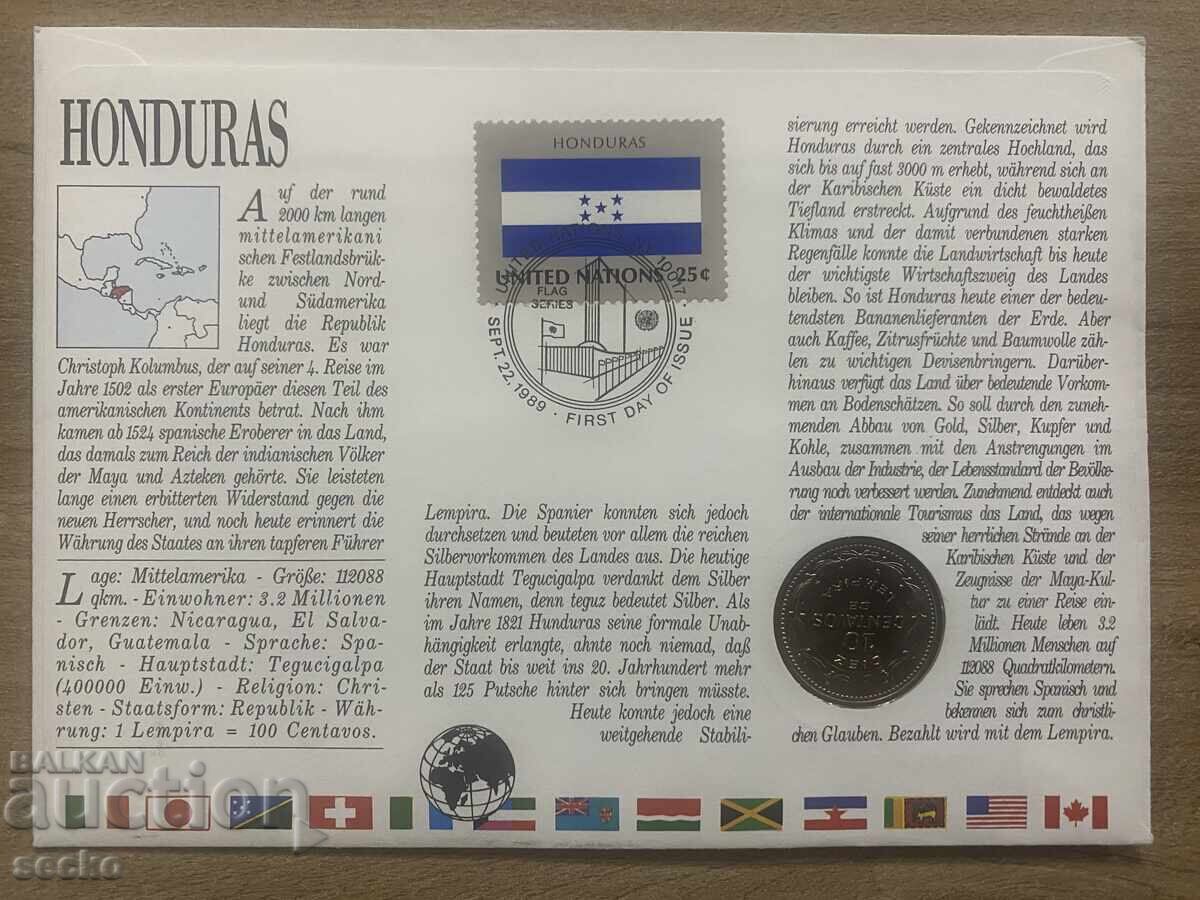 HONDURAS
Auf der rund
2000 km langen
mittelamerikani
schen Festlandsbrük-
ke zwischen Nord-
und Südamerika
liegt die Republik
Honduras. Es war
Christoph Kolumbus, der auf seiner 4. Reise im
Jahre 1502 als erster Europäer diesen Teil des
amerikanischen Kontinents betrat. Nach ihm
kamen ab 1524 spanische Eroberer in das Land,
das damals zum Reich der indianischen Völker
der Maya und Azteken gehörte. Sie leisteten
lange einen erbitterten Widerstand gegen die
neuen Herrscher, und noch heute erinnert die
Währung des Staates an ihren tapferen Führer
Lage: Mittelamerika - Größe: 112088
qkm. - Einwohner: 3.2 Millionen
- Grenzen: Nicaragua, El Salva-
dor, Guatemala - Sprache: Spa-
nisch - Hauptstadt: Tegucigalpa
(400000 Einw.) - Religion: Chri-
sten - Staatsform: Republik - Wäh-
rung: 1 Lempira = 100 Centavos.
HONDURAS
UNITED NATIONS 25¢
UNITED NATIONS, NY 10017
FLAG
SERIES
SEPT. 22, 1989 · FIRST DAY OF ISSUE
Lempira. Die Spanier konnten sich jedoch
durchsetzen und beuteten vor allem die reichen
Silbervorkommen des Landes aus. Die heutige
Hauptstadt Tegucigalpa verdankt dem Silber
ihren Namen, denn teguz bedeutet Silber. Als
im Jahre 1821 Hunduras seine formale Unab-
hängigkeit erlangte, ahnte noch niemad, daß
der Staat bis weit ins 20. Jahrhundert mehr
als 125 Putsche hinter sich bringen müsste.
Heute konnte jedoch eine
weitgehende Stabili-
sierung erreicht werden. Gekennzeichnet wird
Honduras durch ein zentrales Hochland, das
sich bis auf fast 3000 m erhebt, während sich an
der Karibischen Küste ein dicht bewaldetes
Tiefland erstreckt. Aufgrund des feuchtheißen
Klimas und der damit verbundenen starken
Regenfälle konnte die Landwirtschaft bis heute
der wichtigste Wirtschaftszweig des Landes
bleiben. So ist Honduras heute einer der bedeu-
tendsten Bananenlieferanten der Erde. Aber
auch Kaffee, Zitrusfrüchte und Baumwolle zäh-
len zu wichtigen Devisenbringern. Darüber-
hinaus verfügt das Land über bedeutende Vorkom-
men an Bodenschätzen. So soll durch den zuneh-
menden Abbau von Gold, Silber, Kupfer und
Kohle, zusammen mit den Anstrengungen im
Ausbau der Industrie, der Lebensstandard der Bevölke-
rung noch verbessert werden. Zunehmend entdeckt auch
der internationale Tourismus das Land, das wegen
seiner herrlichen Strände an der
Karibischen Küste und der
Zeugnisse der Maya-Kul-
tur zu einer Reise ein-
lädt. Heute leben 3.2
Millionen Menschen auf
112088 Quadratkilometern.
Sie sprechen Spanisch und
bekennen sich zum christli-
chen Glauben. Bezahlt wird mit dem Lempira.
DIEZ
10
CENTAVOS
DE
LEMPIRA
BALKAN
auction
secko